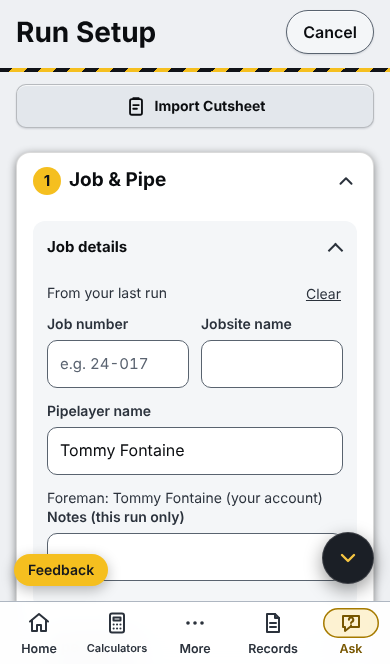 Run Setup
Cancel
Import Cutsheet
1 Job & Pipe
Job details
From your last run Clear
Job number Jobsite name
e.g. 24-017
Pipelayer name
Tommy Fontaine
Foreman: Tommy Fontaine (your account)
Notes (this run only)
Feedback
Home Calculators More Records Ask